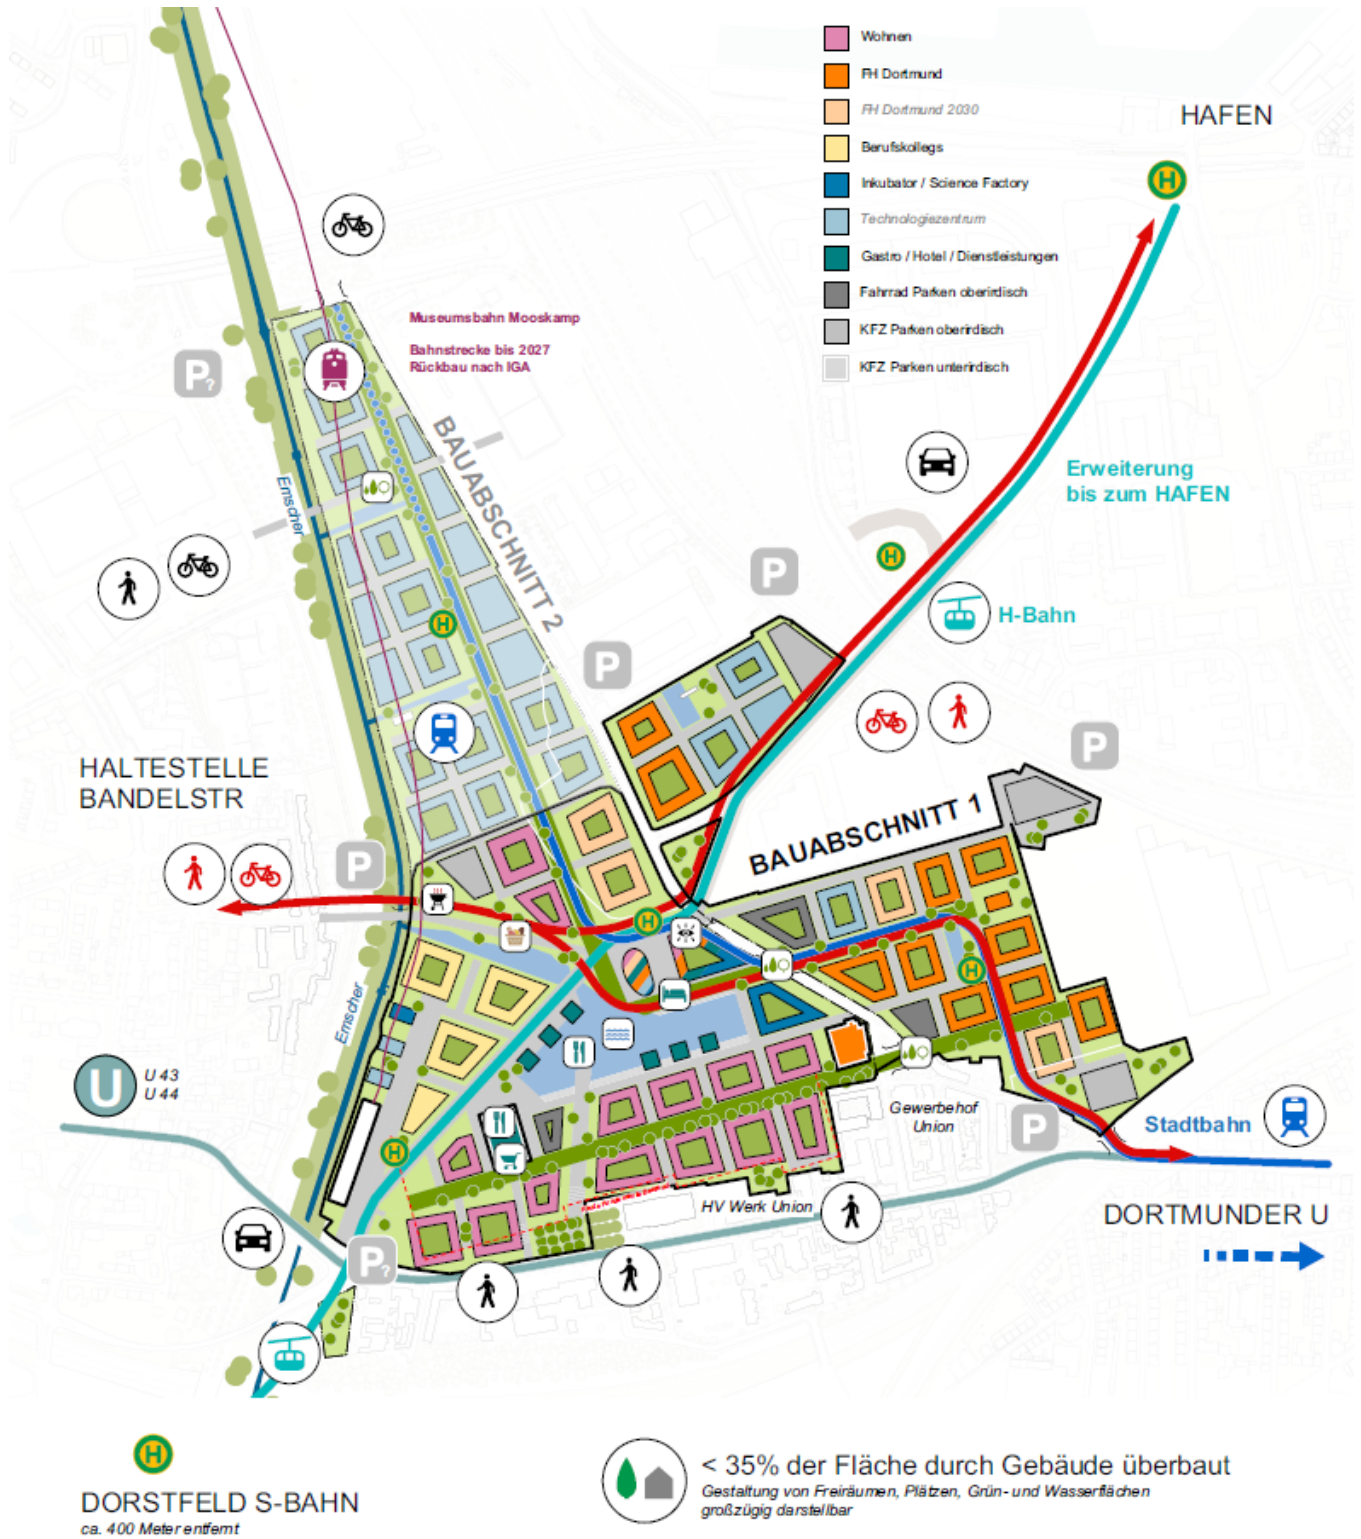 Wohnen
FH Dortmund
FH Dortmund 2030
Berufskollegs
Inkubator / Science Factory
Technologiezentrum
Gastro / Hotel / Dienstleistungen
Fahrrad Parken oberirdisch
KFZ Parken oberirdisch
KFZ Parken unterirdisch
HAFEN
H
Museumsbahn Mooskamp
Bahnstrecke bis 2027
Rückbau nach IGA
P?
BAUABSCHNITT 2
Emscher
Erweiterung
bis zum HAFEN
H
P
H-Bahn
H
P
P
HALTESTELLE
BANDELSTR
BAUABSCHNITT 1
P
H
H
Emscher
U
U 43
U 44
Gewerbehof
Union
P
Stadtbahn
H
HV Werk Union
DORTMUNDER U
P?
H
DORSTFELD S-BAHN
ca. 400 Meter entfernt
< 35% der Fläche durch Gebäude überbaut
Gestaltung von Freiräumen, Plätzen, Grün- und Wasserflächen
großzügig darstellbar